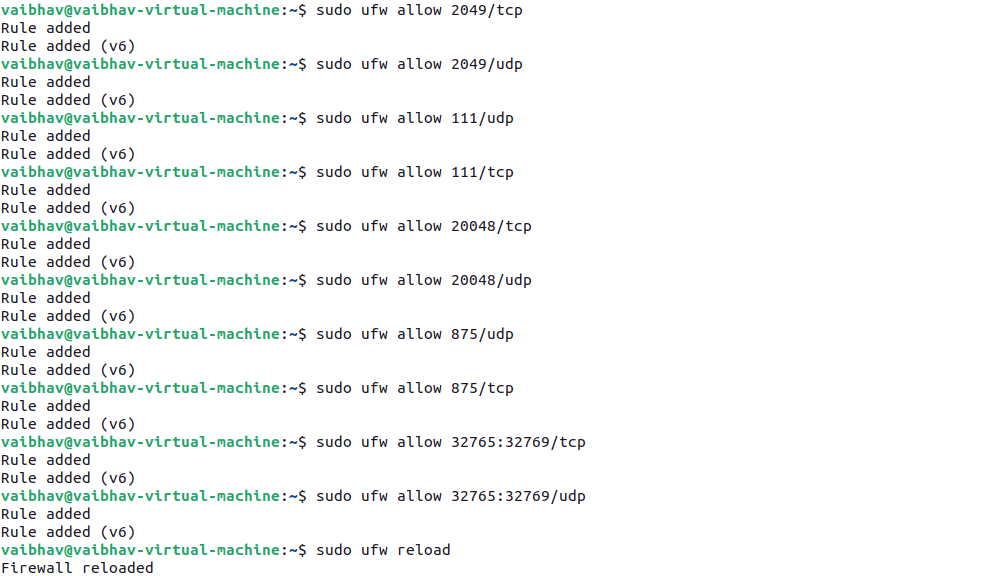 vaibhav@vaibhav-virtual-machine:~$ sudo ufw allow 2049/tcp
Rule added
Rule added (v6)
vaibhav@vaibhav-virtual-machine:~$ sudo ufw allow 2049/udp
Rule added
Rule added (v6)
vaibhav@vaibhav-virtual-machine:~$ sudo ufw allow 111/udp
Rule added
Rule added (v6)
vaibhav@vaibhav-virtual-machine:~$ sudo ufw allow 111/tcp
Rule added
Rule added (v6)
vaibhav@vaibhav-virtual-machine:~$ sudo ufw allow 20048/tcp
Rule added
Rule added (v6)
vaibhav@vaibhav-virtual-machine:~$ sudo ufw allow 20048/udp
Rule added
Rule added (v6)
vaibhav@vaibhav-virtual-machine:~$ sudo ufw allow 875/udp
Rule added
Rule added (v6)
vaibhav@vaibhav-virtual-machine:~$ sudo ufw allow 875/tcp
Rule added
Rule added (v6)
vaibhav@vaibhav-virtual-machine:~$ sudo ufw allow 32765:32769/tcp
Rule added
Rule added (v6)
vaibhav@vaibhav-virtual-machine:~$ sudo ufw allow 32765:32769/udp
Rule added
Rule added (v6)
vaibhav@vaibhav-virtual-machine:~$ sudo ufw reload
Firewall reloaded